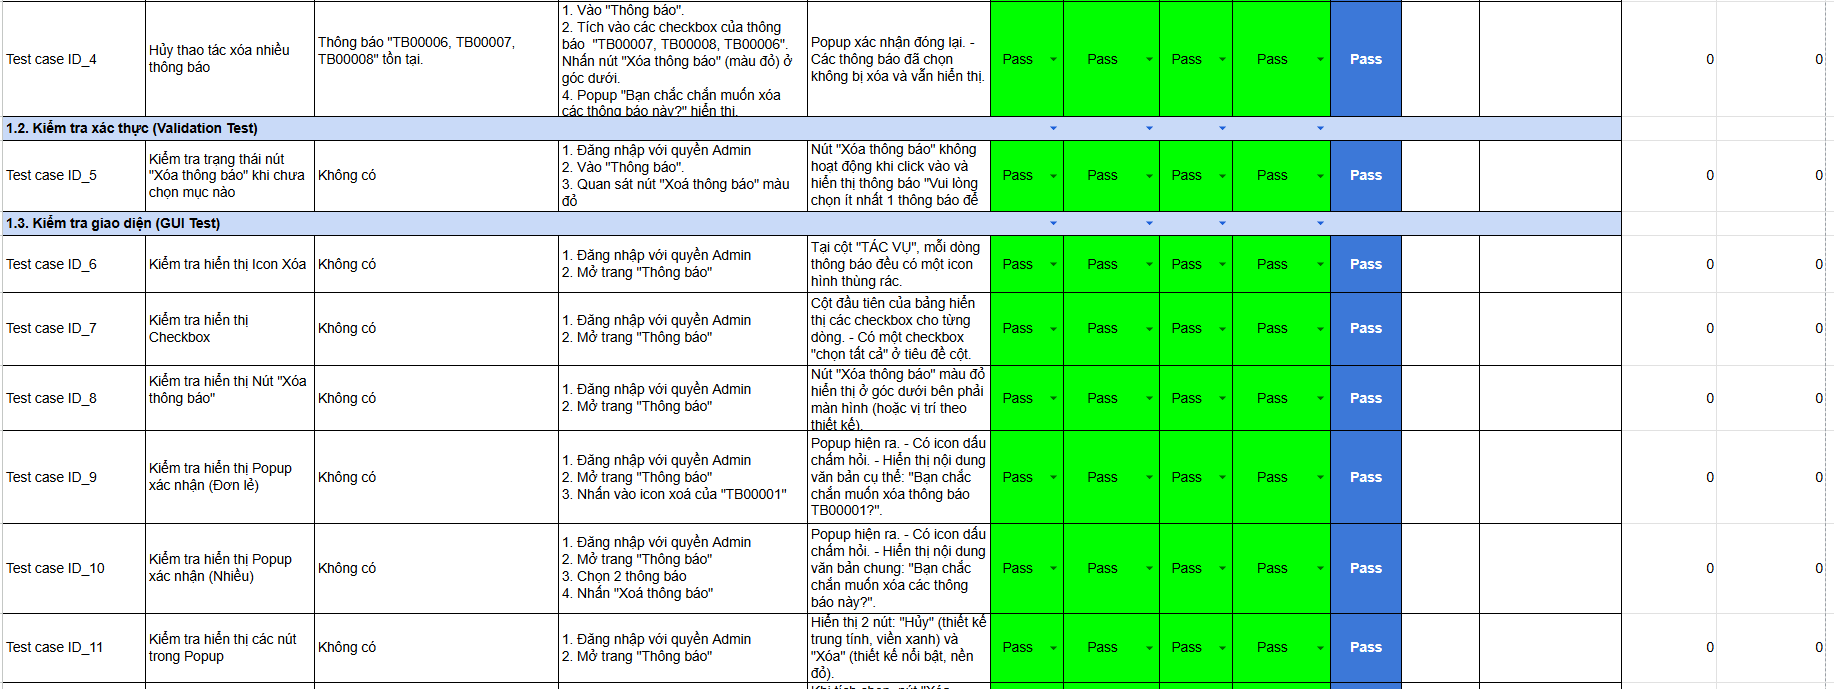 Test case ID_4
Hủy thao tác xóa nhiều
thông báo
Thông báo "TB00006, TB00007,
TB00008" tồn tại.
1. Vào "Thông báo".
2. Tích vào các checkbox của thông
báo  "TB00007, TB00008, TB00006".
Nhấn nút "Xóa thông báo" (màu đỏ) ở
góc dưới.
4. Popup "Bạn chắc chắn muốn xóa
các thông báo này?" hiển thị.
Popup xác nhận đóng lại. -
Các thông báo đã chọn
không bị xóa và vẫn hiển thị.
Pass
Pass
Pass
Pass
Pass
0
0
1.2. Kiểm tra xác thực (Validation Test)
Test case ID_5
Kiểm tra trạng thái nút
"Xóa thông báo" khi chưa
chọn mục nào
Không có
1. Đăng nhập với quyền Admin
2. Vào "Thông báo".
3. Quan sát nút "Xoá thông báo" màu
đỏ
Nút "Xóa thông báo" không
hoạt động khi click vào và
hiển thị thông báo "Vui lòng
chọn ít nhất 1 thông báo để
Pass
Pass
Pass
Pass
Pass
0
0
1.3. Kiểm tra giao diện (GUI Test)
Test case ID_6
Kiểm tra hiển thị Icon Xóa
Không có
1. Đăng nhập với quyền Admin
2. Mở trang "Thông báo"
Tại cột "TÁC VỤ", mỗi dòng
thông báo đều có một icon
hình thùng rác.
Pass
Pass
Pass
Pass
Pass
0
0
Test case ID_7
Kiểm tra hiển thị
Checkbox
Không có
1. Đăng nhập với quyền Admin
2. Mở trang "Thông báo"
Cột đầu tiên của bảng hiển
thị các checkbox cho từng
dòng. - Có một checkbox
"chọn tất cả" ở tiêu đề cột.
Pass
Pass
Pass
Pass
Pass
0
0
Test case ID_8
Kiểm tra hiển thị Nút "Xóa
thông báo"
Không có
1. Đăng nhập với quyền Admin
2. Mở trang "Thông báo"
Nút "Xóa thông báo" màu đỏ
hiển thị ở góc dưới bên phải
màn hình (hoặc vị trí theo
thiết kế).
Pass
Pass
Pass
Pass
Pass
0
0
Test case ID_9
Kiểm tra hiển thị Popup
xác nhận (Đơn lẻ)
Không có
1. Đăng nhập với quyền Admin
2. Mở trang "Thông báo"
3. Nhấn vào icon xoá của "TB00001"
Popup hiện ra. - Có icon dấu
chấm hỏi. - Hiển thị nội dung
văn bản cụ thể: "Bạn chắc
chắn muốn xóa thông báo
TB00001?".
Pass
Pass
Pass
Pass
Pass
0
0
Test case ID_10
Kiểm tra hiển thị Popup
xác nhận (Nhiều)
Không có
1. Đăng nhập với quyền Admin
2. Mở trang "Thông báo"
3. Chọn 2 thông báo
4. Nhấn "Xoá thông báo"
Popup hiện ra. - Có icon dấu
chấm hỏi. - Hiển thị nội dung
văn bản chung: "Bạn chắc
chắn muốn xóa các thông
báo này?".
Pass
Pass
Pass
Pass
Pass
0
0
Test case ID_11
Kiểm tra hiển thị các nút
trong Popup
Không có
1. Đăng nhập với quyền Admin
2. Mở trang "Thông báo"
Hiển thị 2 nút: "Hủy" (thiết kế
trung tính, viền xanh) và
"Xóa" (thiết kế nổi bật, nền
đỏ).
Pass
Pass
Pass
Pass
Pass
0
0